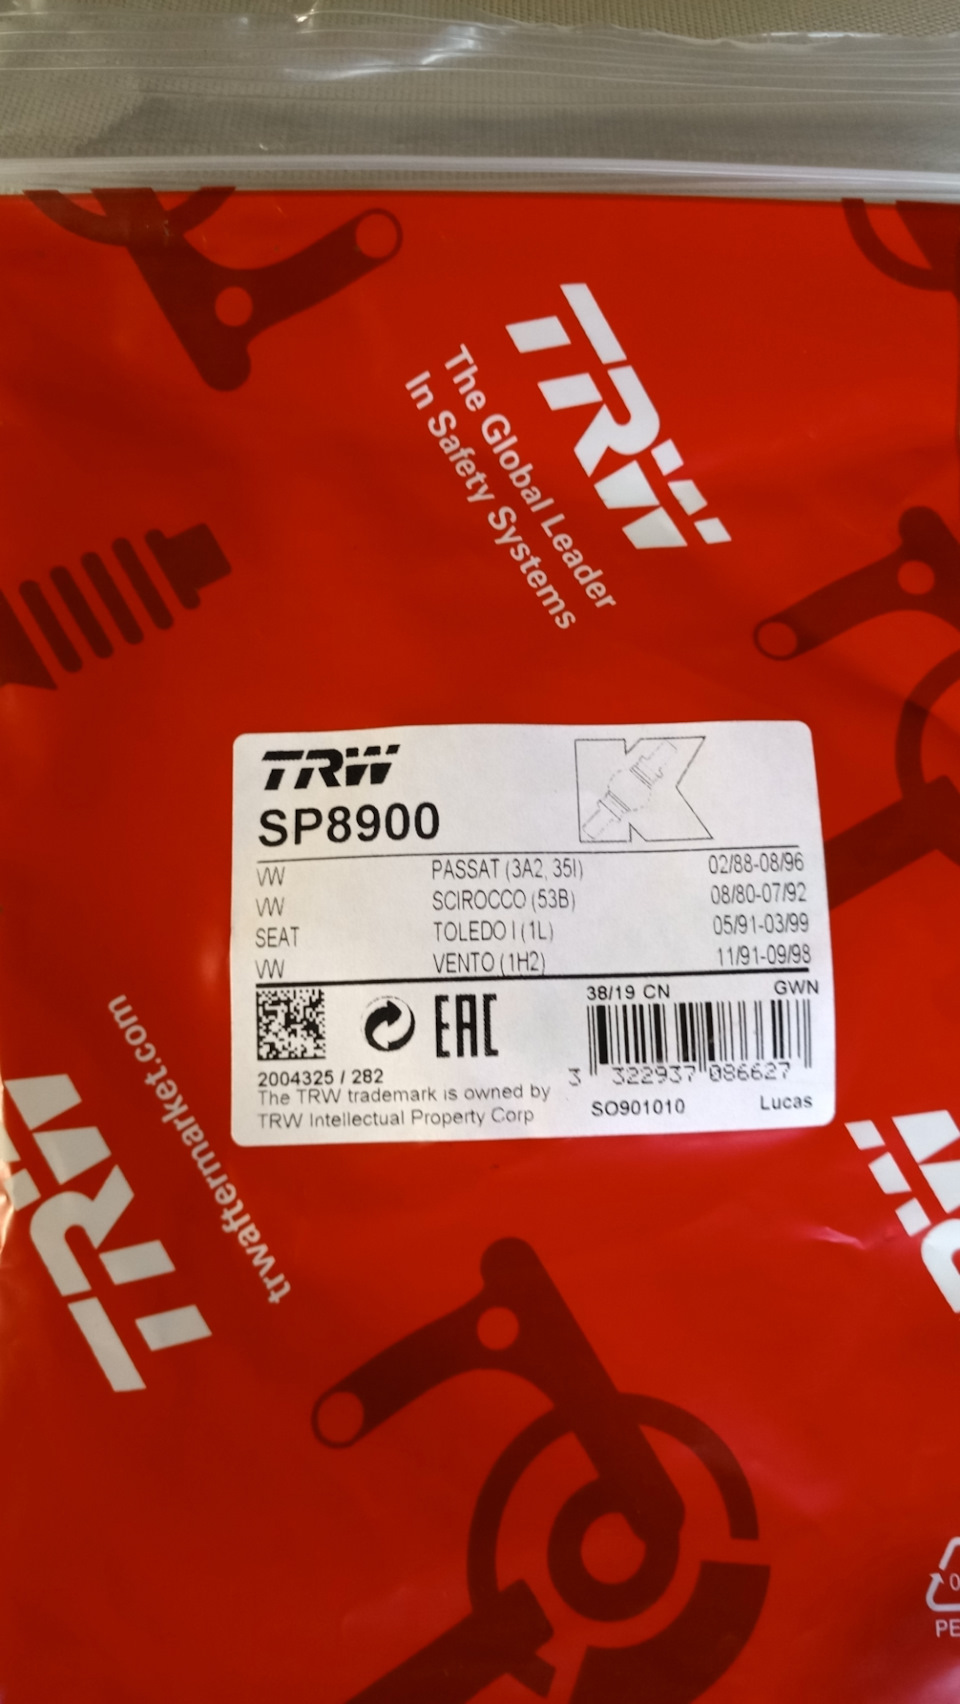 TRW
The Global Leader
In Safety Systems
TRW
SP8900
VW PASSAT (3A2, 35I) 02/88-08/96
VW SCIROCCO (53B) 08/80-07/92
SEAT TOLEDO I (1L) 05/91-03/99
VW VENTO (1H2) 11/91-09/98
38/19 CN GWN
EAC
2004325 / 282
The TRW trademark is owned by
TRW Intellectual Property Corp
3 322937 086627
SO901010 Lucas
trwaftermarket.com
TRW
PE